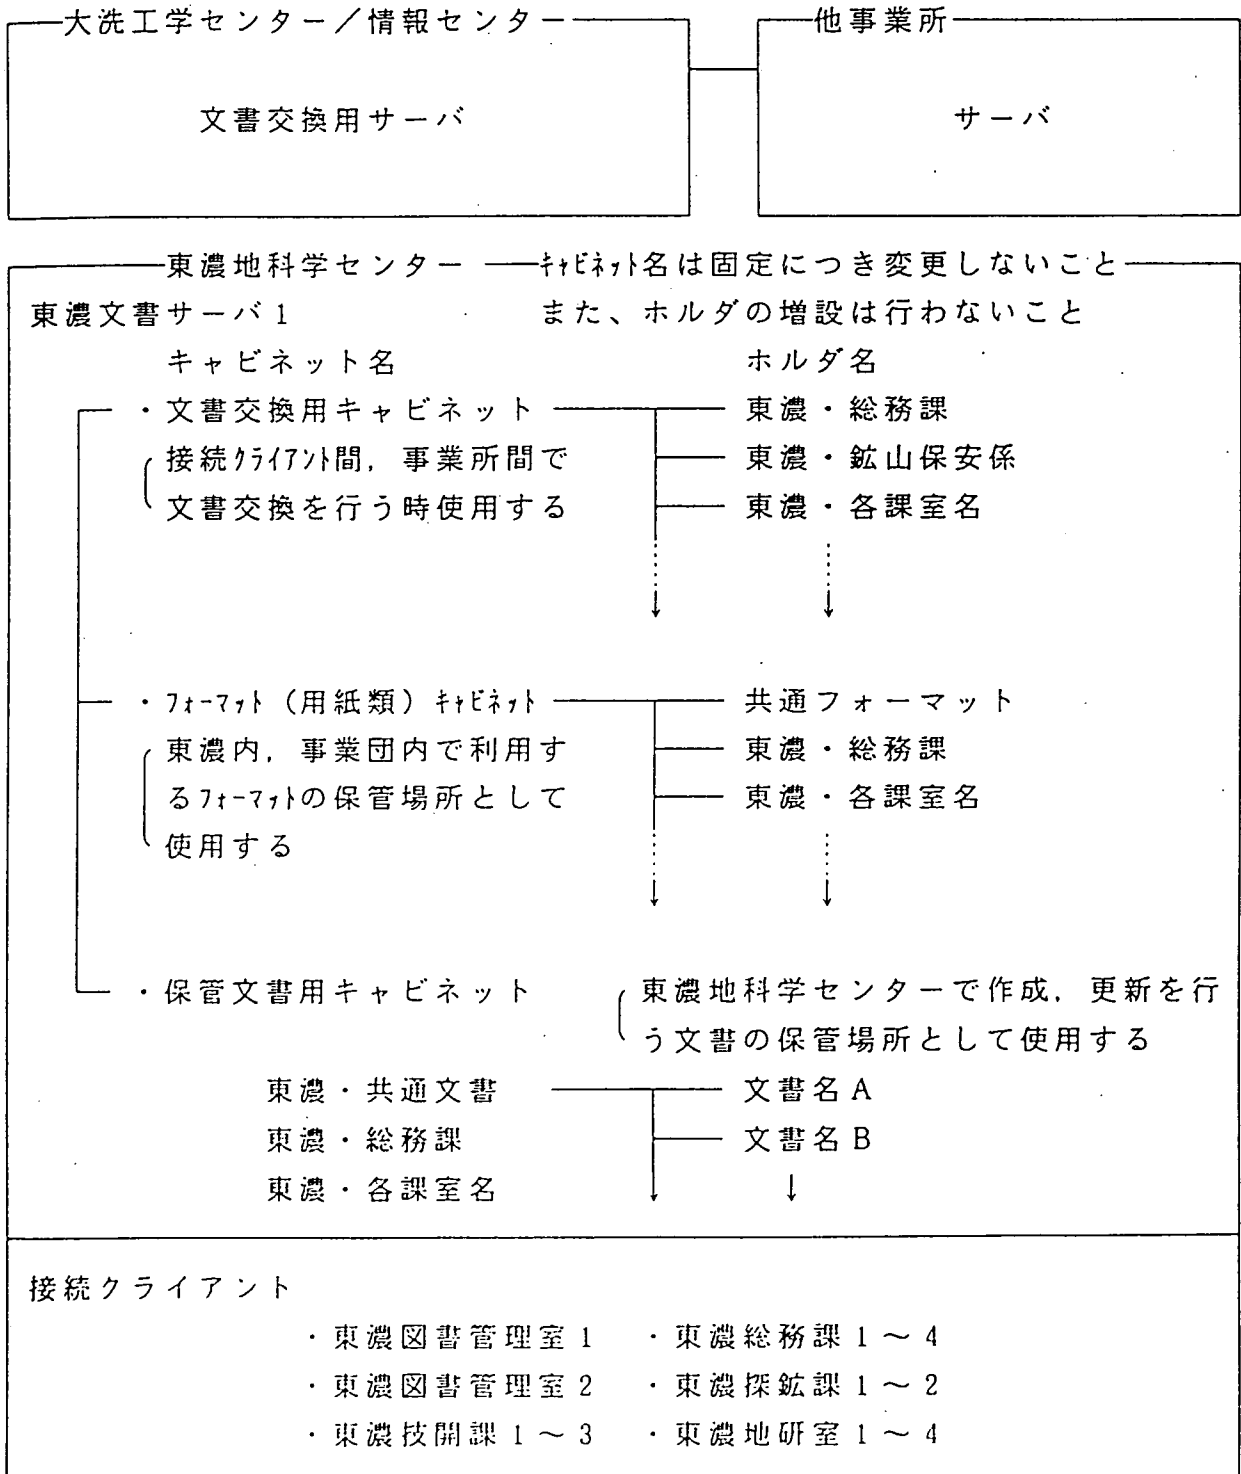 大洗工学センター／情報センター
他事業所
文書交換用サーバ
サーバ
東濃地科学センター
ｷｬﾋﾞﾈｯﾄ名は固定につき変更しないこと
東濃文書サーバ1
また、ホルダの増設は行わないこと
キャビネット名
ホルダ名
・文書交換用キャビネット
東濃・総務課
接続ｸﾗｲｱﾝﾄ間，事業所間で
東濃・鉱山保安係
文書交換を行う時使用する
東濃・各課室名
・ﾌｫｰﾏｯﾄ（用紙類）ｷｬﾋﾞﾈｯﾄ
共通フォーマット
東濃内，事業団内で利用す
東濃・総務課
るﾌｫｰﾏｯﾄの保管場所として
東濃・各課室名
使用する
・保管文書用キャビネット
東濃地科学センターで作成，更新を行
う文書の保管場所として使用する
東濃・共通文書
文書名A
東濃・総務課
文書名B
東濃・各課室名
接続クライアント
・東濃図書管理室1 ・東濃総務課1～4
・東濃図書管理室2 ・東濃探鉱課1～2
・東濃技開課1～3 ・東濃地研室1～4